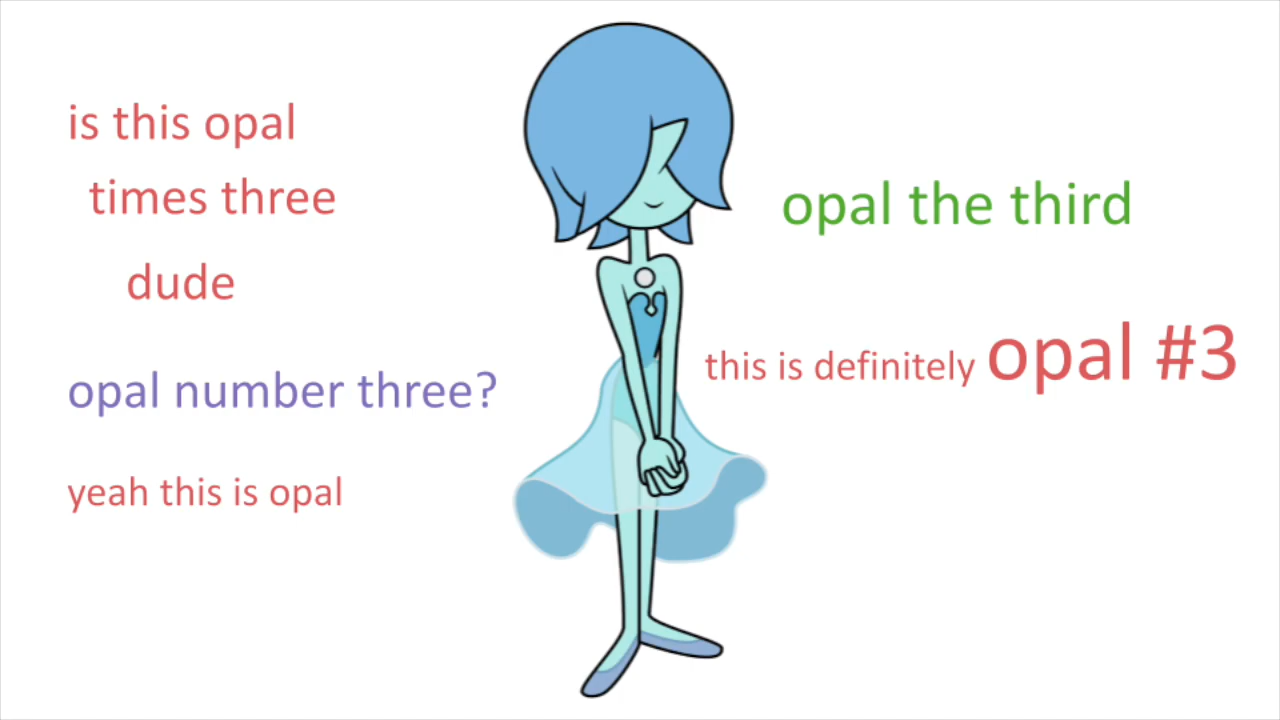 is this opal
times three
dude
opal number three?
yeah this is opal
opal the third
this is definitely opal #3